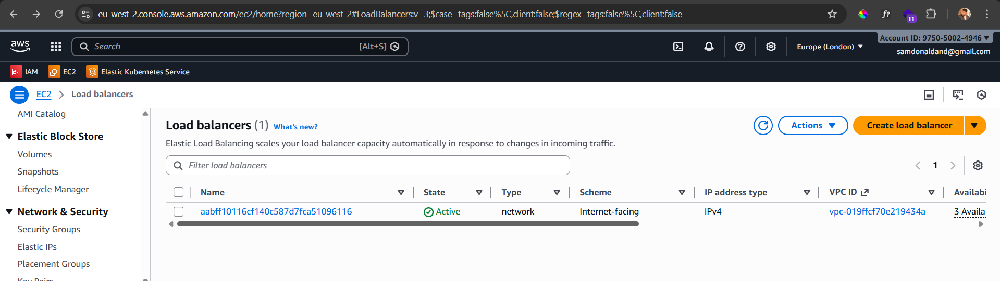 eu-west-2.console.aws.amazon.com/ec2/home?region=eu-west-2#LoadBalancers:v=3;$case=tags:false%5C,client:false;$regex=tags:false%5C,client:false
f?
11
aws
Search
[Alt+S]
Europe (London)
Account ID: 9750-5002-4946
samdonaldand@gmail.com
IAM
EC2
Elastic Kubernetes Service
EC2
Load balancers
AMI Catalog
Elastic Block Store
Volumes
Snapshots
Lifecycle Manager
Network & Security
Security Groups
Elastic IPs
Placement Groups
Key Pairs
Load balancers (1) What's new?
Actions
Create load balancer
Elastic Load Balancing scales your load balancer capacity automatically in response to changes in incoming traffic.
Filter load balancers
1
Name State Type Scheme IP address type VPC ID Availabi
aabff10116cf140c587d7fca51096116 Active network Internet-facing IPv4 vpc-019ffcf70e219434a 3 Availal